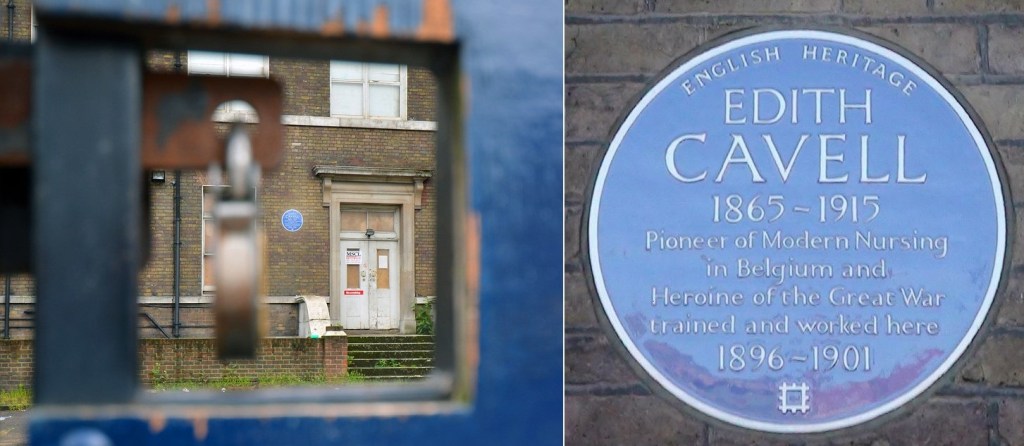 MSCL
ENGLISH HERITAGE
EDITH
CAVELL
1865~1915
Pioneer of Modern Nursing
in Belgium and
Heroine of the Great War
trained and worked here
1896~1901